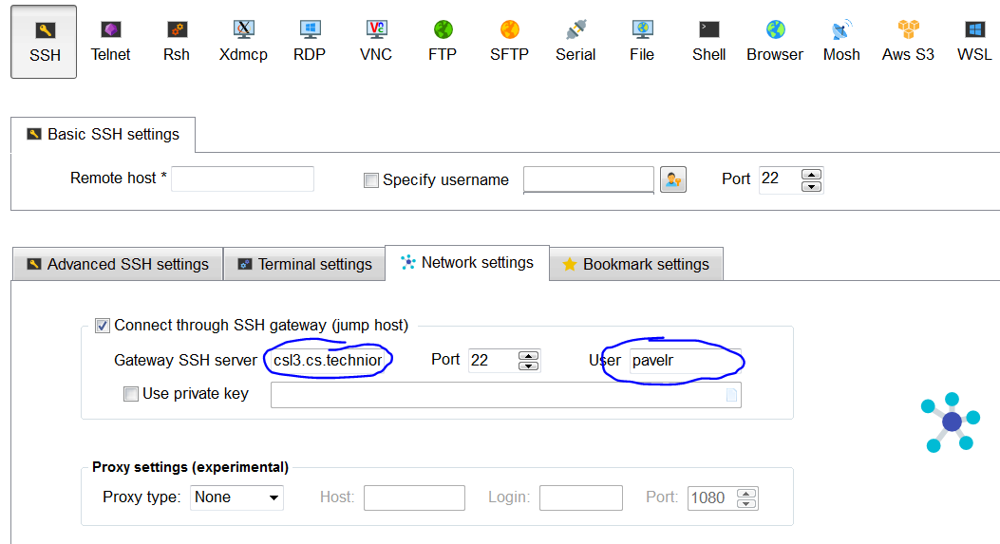 SSH Telnet Rsh Xdmcp RDP VNC FTP SFTP Serial File Shell Browser Mosh Aws S3 WSL
Basic SSH settings
Remote host * Specify username Port 22
Advanced SSH settings Terminal settings Network settings Bookmark settings
Connect through SSH gateway (jump host)
Gateway SSH server csl3.cs.technion Port 22 User pavelr
Use private key
Proxy settings (experimental)
Proxy type: None Host: Login: Port: 1080